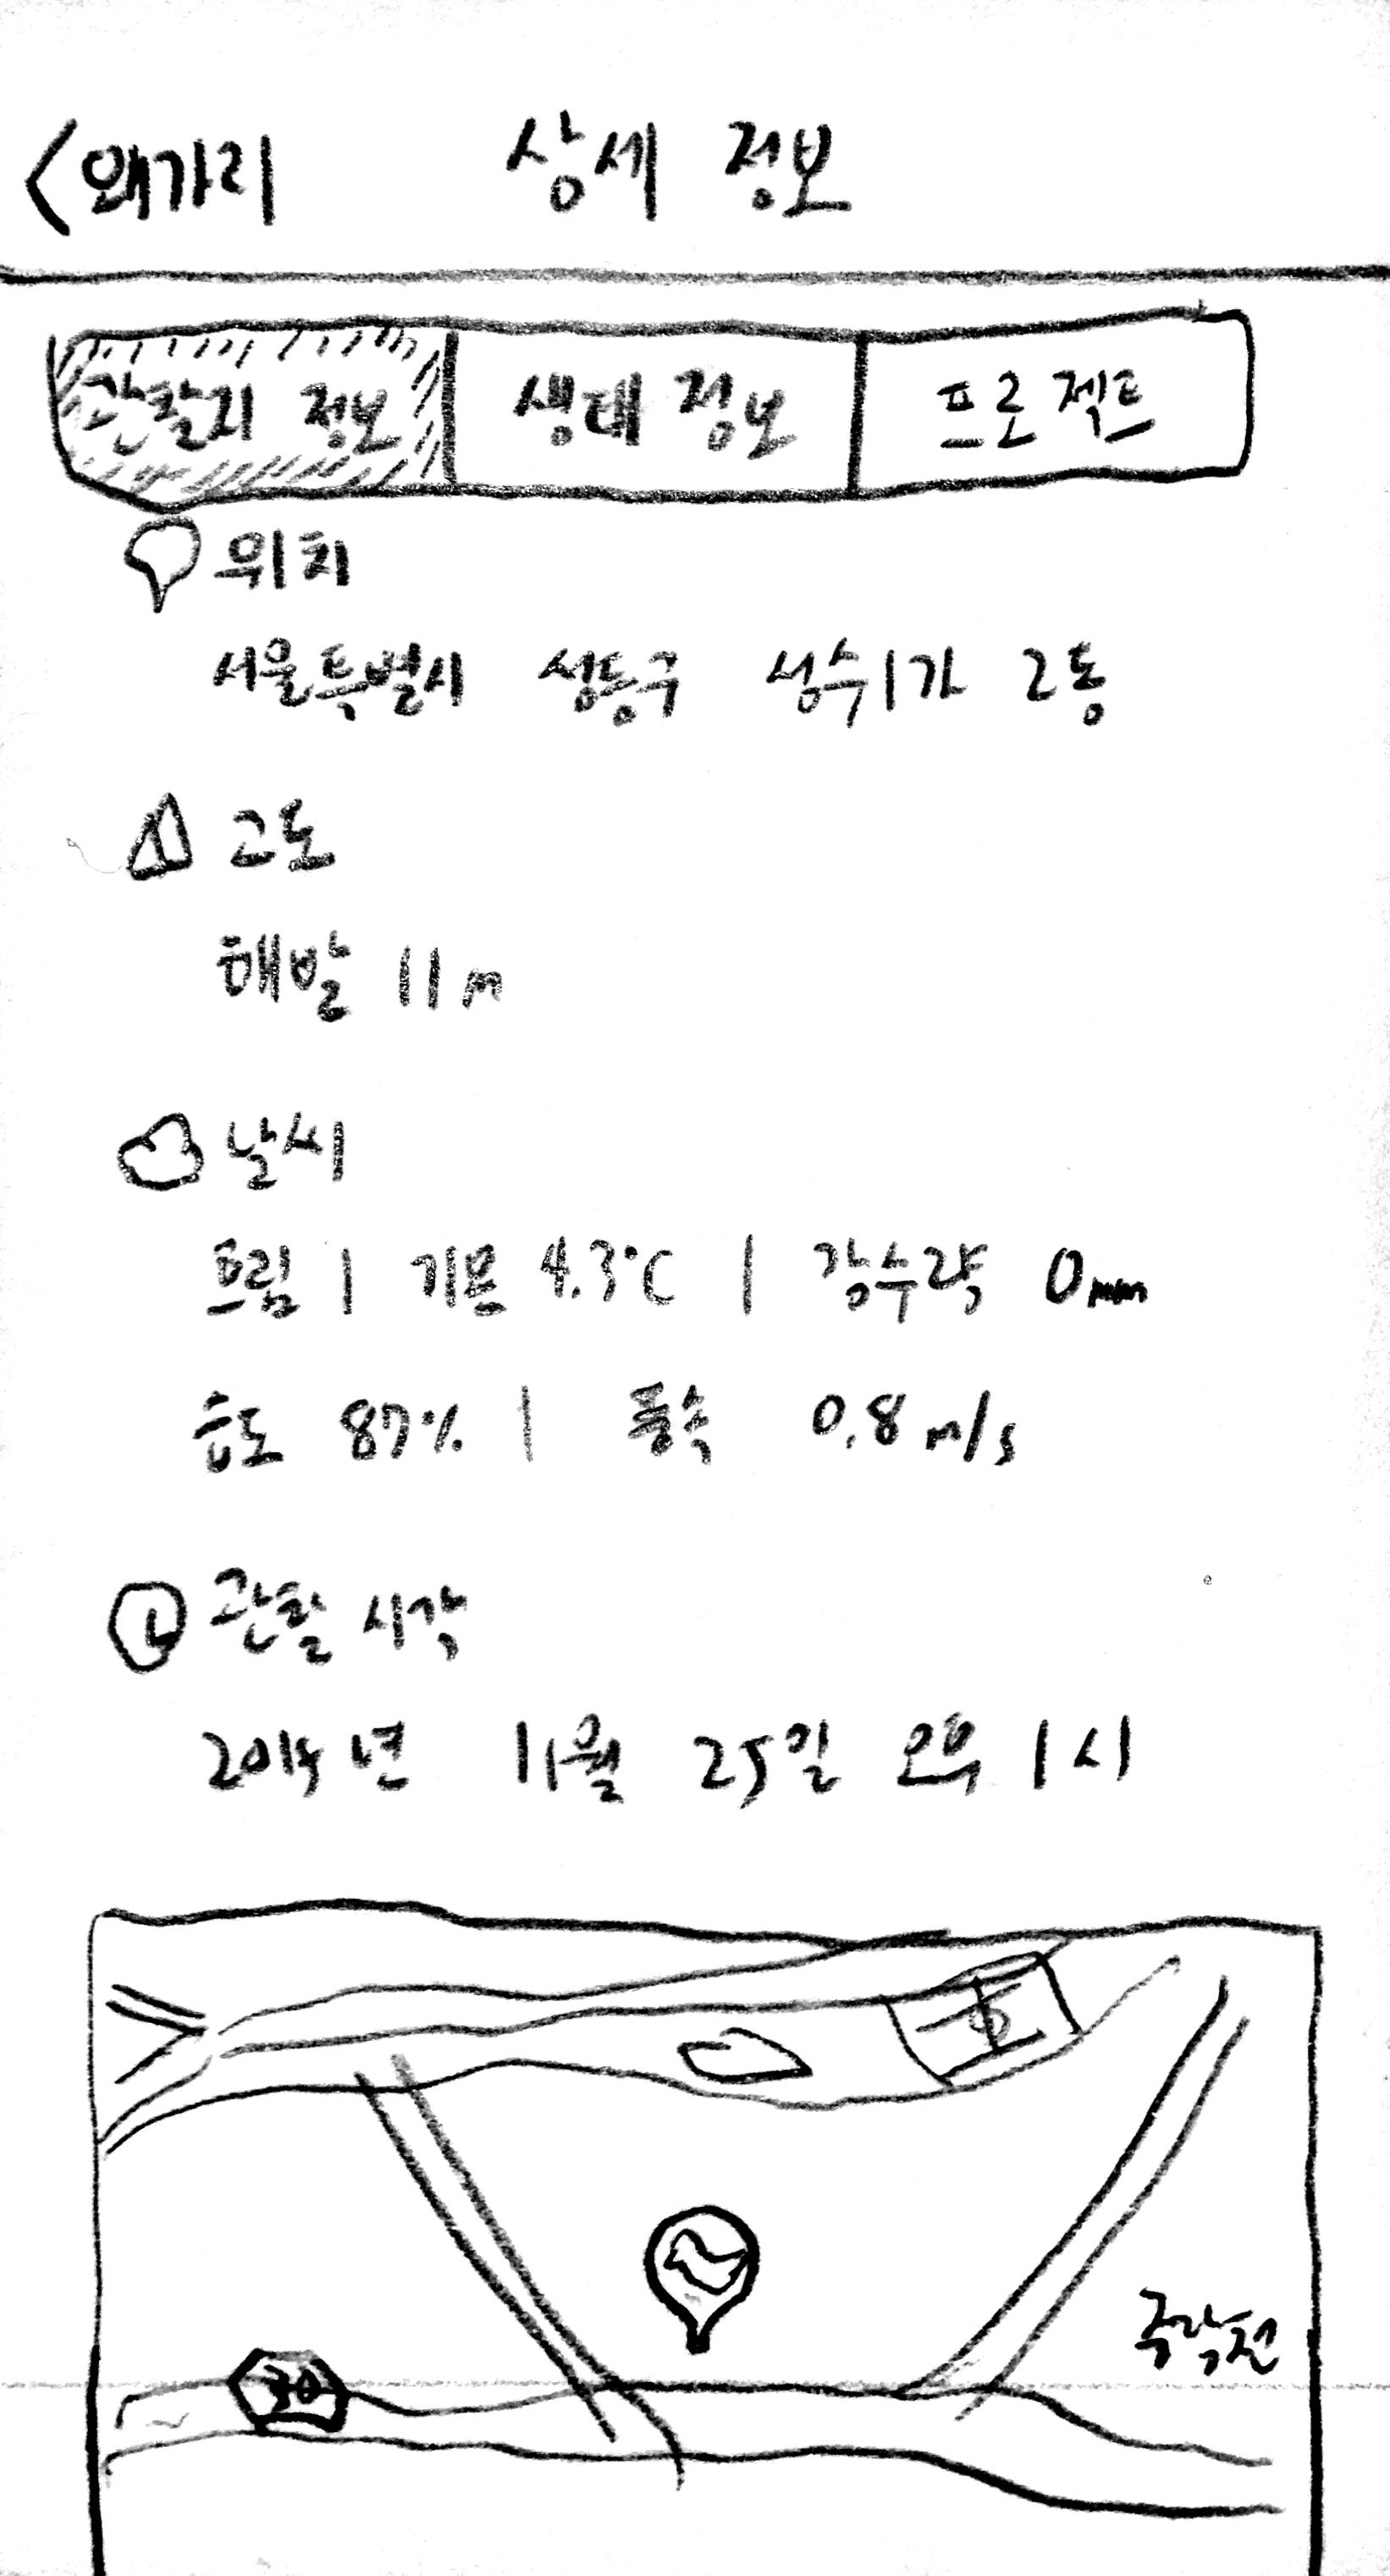 <왜가리 상세 정보
관찰지 정보 생태 정보 프로젝트
위치
서울특별시 성동구 성수1가 2동
고도
해발 11m
날씨
흐림 | 기온 4.3°C | 강수량 0mm
습도 87% | 풍속 0.8m/s
관찰 시각
2014년 11월 25일 오후 1시
30
극락전